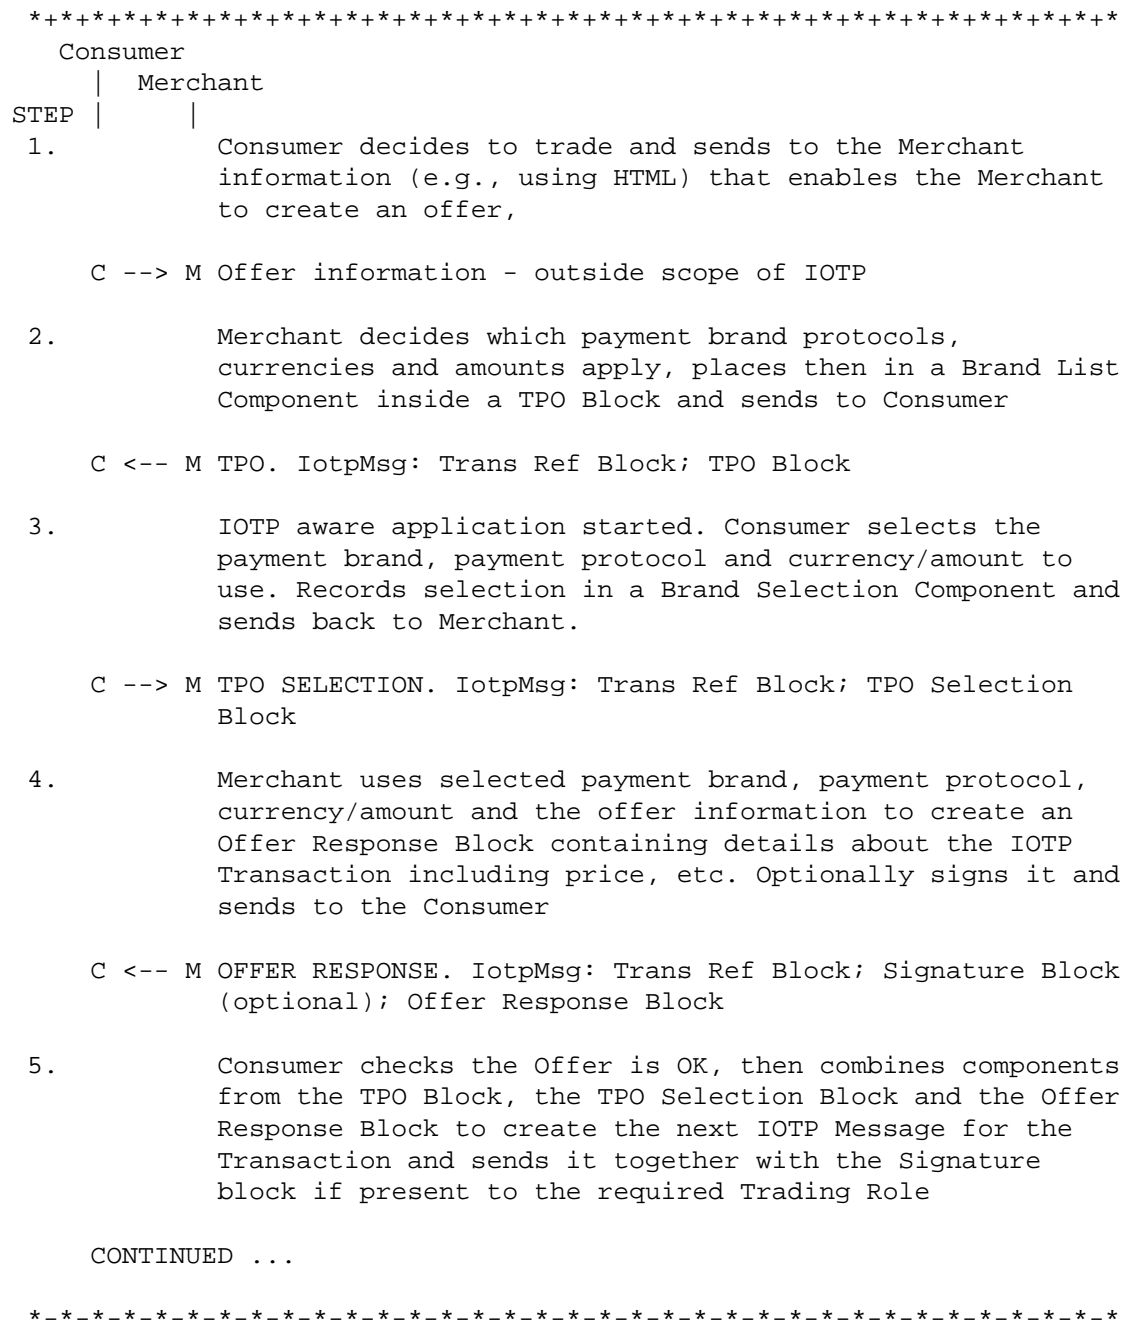 *+*+*+*+*+*+*+*+*+*+*+*+*+*+*+*+*+*+*+*+*+*+*+*+*+*+*+*+*+*+*+*+*+*+*
Consumer
| Merchant
STEP | |
1. Consumer decides to trade and sends to the Merchant
information (e.g., using HTML) that enables the Merchant
to create an offer,
C --> M Offer information - outside scope of IOTP
2. Merchant decides which payment brand protocols,
currencies and amounts apply, places then in a Brand List
Component inside a TPO Block and sends to Consumer
C <-- M TPO. IotpMsg: Trans Ref Block; TPO Block
3. IOTP aware application started. Consumer selects the
payment brand, payment protocol and currency/amount to
use. Records selection in a Brand Selection Component and
sends back to Merchant.
C --> M TPO SELECTION. IotpMsg: Trans Ref Block; TPO Selection
Block
4. Merchant uses selected payment brand, payment protocol,
currency/amount and the offer information to create an
Offer Response Block containing details about the IOTP
Transaction including price, etc. Optionally signs it and
sends to the Consumer
C <-- M OFFER RESPONSE. IotpMsg: Trans Ref Block; Signature Block
(optional); Offer Response Block
5. Consumer checks the Offer is OK, then combines components
from the TPO Block, the TPO Selection Block and the Offer
Response Block to create the next IOTP Message for the
Transaction and sends it together with the Signature
block if present to the required Trading Role
CONTINUED ...
*-*-*-*-*-*-*-*-*-*-*-*-*-*-*-*-*-*-*-*-*-*-*-*-*-*-*-*-*-*-*-*-*-*-*